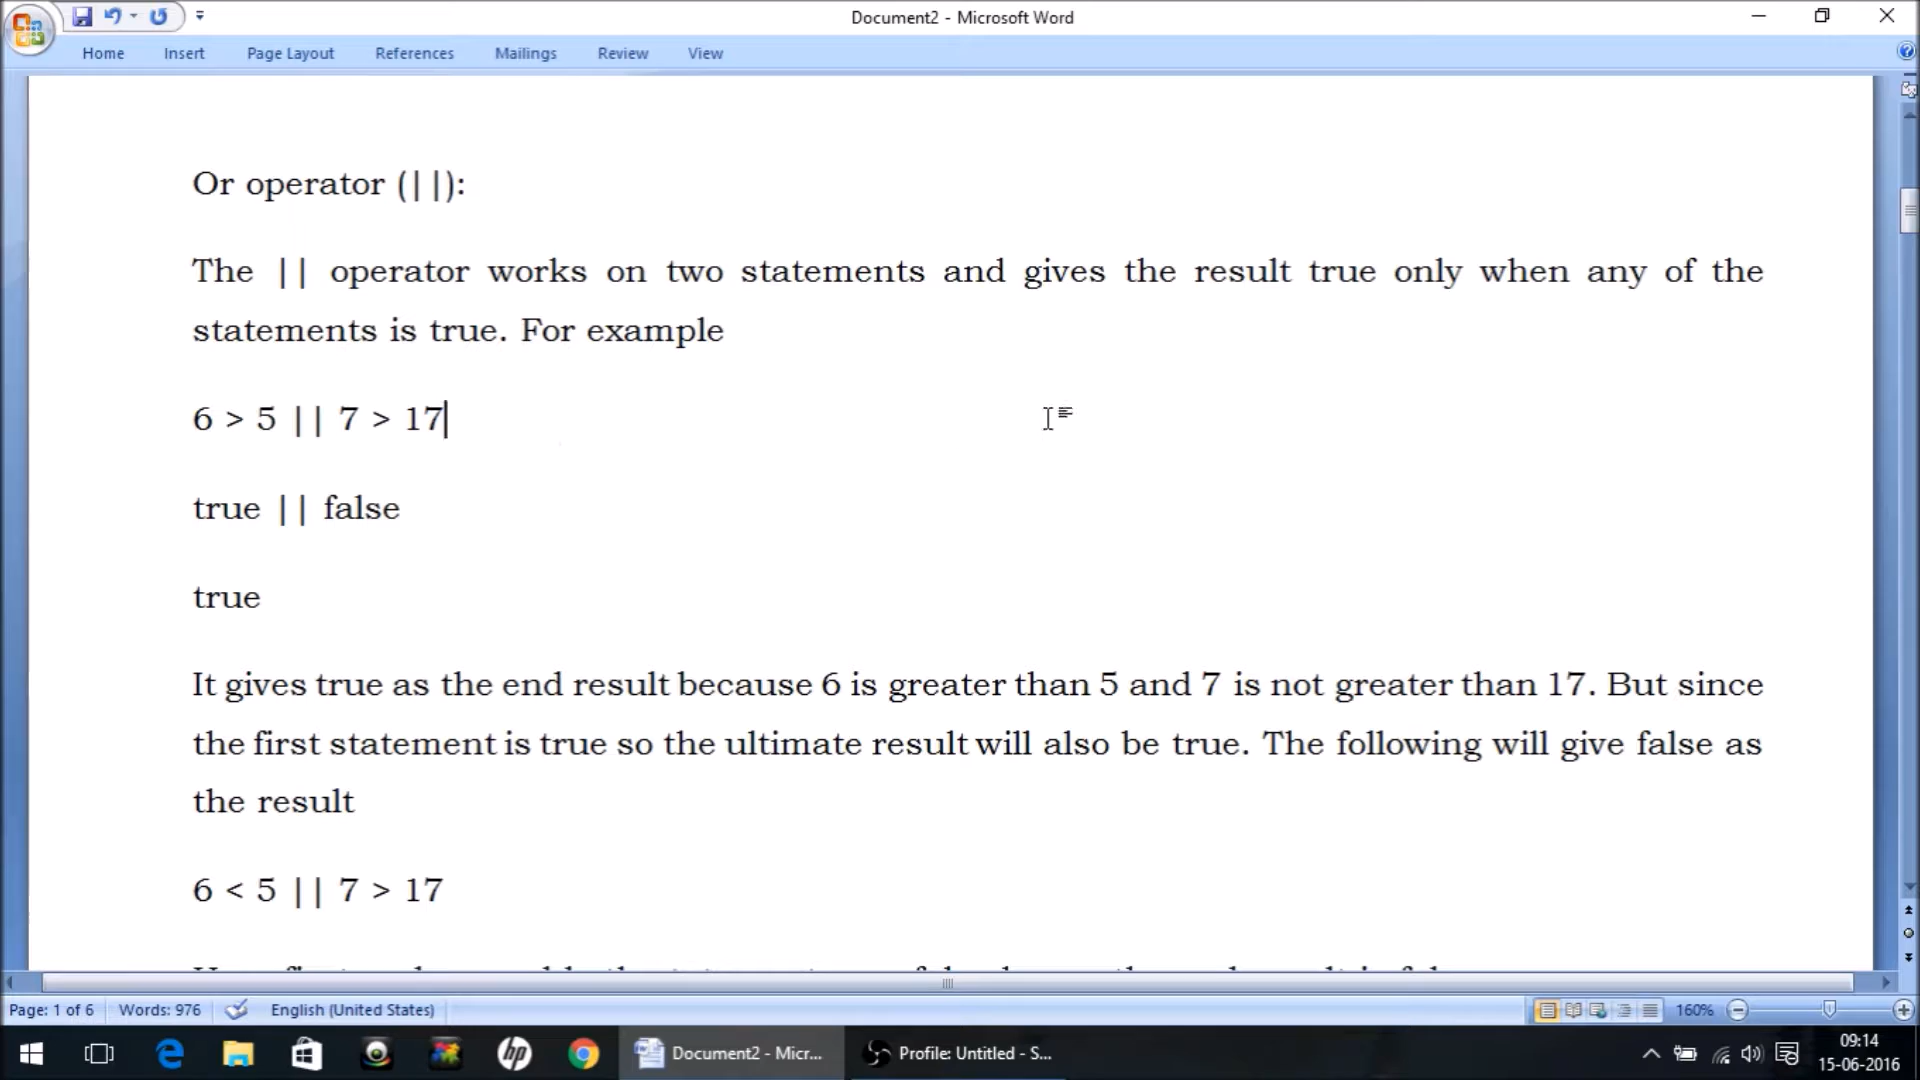 Document2 - Microsoft Word
Home Insert Page Layout References Mailings Review View
Or operator (||):
The || operator works on two statements and gives the result true only when any of the
statements is true. For example
6 > 5 || 7 > 17
true || false
true
It gives true as the end result because 6 is greater than 5 and 7 is not greater than 17. But since
the first statement is true so the ultimate result will also be true. The following will give false as
the result
6 < 5 || 7 > 17
Page: 1 of 6 Words: 976 English (United States) 160%
hp Document2 - Micr... Profile: Untitled - S... 09:14
15-06-2016